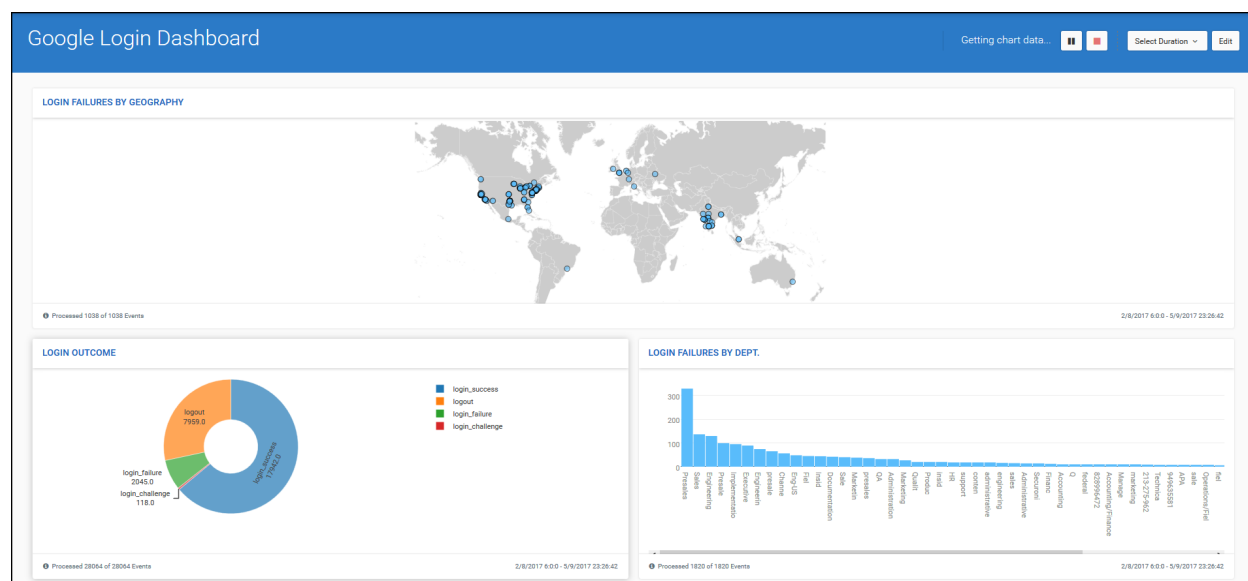 Google Login Dashboard
Getting chart data...
Select Duration
Edit
LOGIN FAILURES BY GEOGRAPHY
Processed 1038 of 1038 Events
2/8/2017 6:0:0 - 5/9/2017 23:26:42
LOGIN OUTCOME
logout
7959.0
login_failure
2045.0
login_challenge
118.0
login_success
17942.0
login_success
logout
login_failure
login_challenge
Processed 28064 of 28064 Events
2/8/2017 6:0:0 - 5/9/2017 23:26:42
LOGIN FAILURES BY DEPT.
300
200
100
0
Presales
Sales
Engineering
Presale
Implementatio
Executive
Engineerin
presale
Channe
Eng-US
Fiel
Insid
Documentation
Sale
Marketin
presales
QA
Administration
Marketing
Qualit
Produc
insid
HR
support
conten
administrative
engineering
sales
Administrative
Securoni
Financ
Accounting
Q
federal
828996472
Accounting/Finance
Manage
marketing
213-275-962
Technica
949635581
APA
sale
Operations/Fiel
fiel
Processed 1820 of 1820 Events
2/8/2017 6:0:0 - 5/9/2017 23:26:42